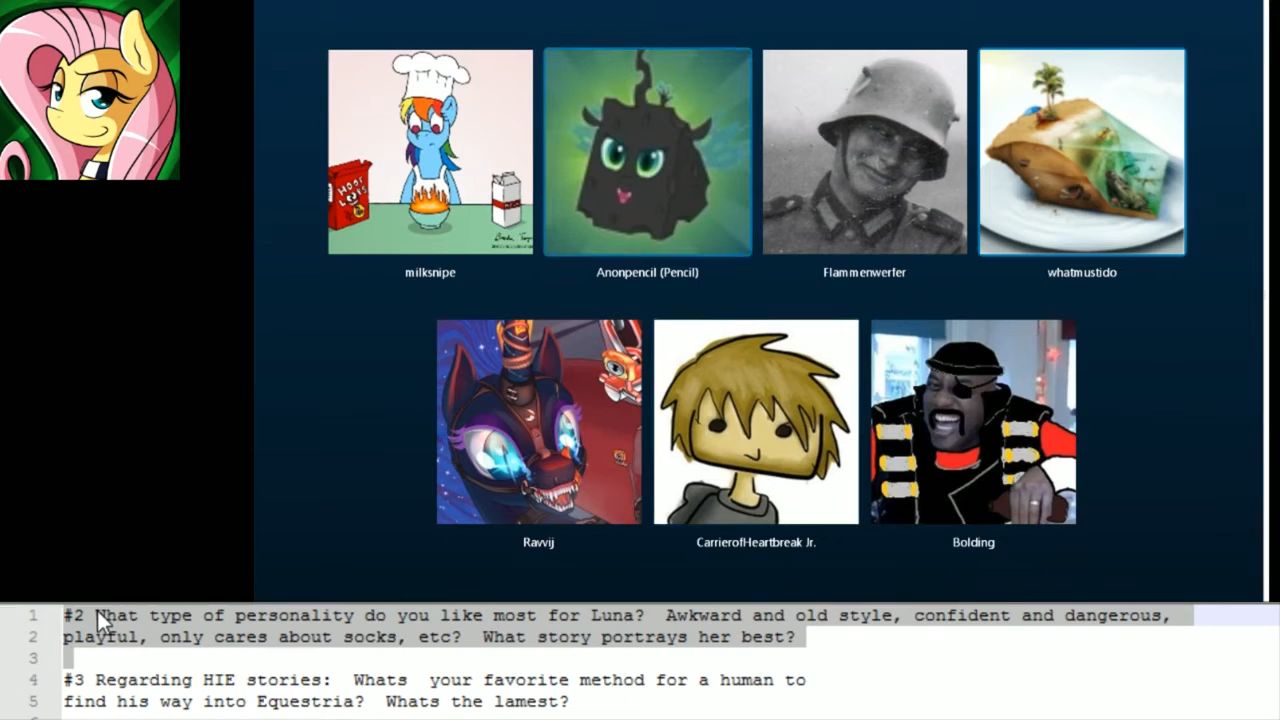 HOOT
milksnipe
Anonpencil (Pencil)
Flammenwerfer
whatmustido
Ravvij
CarrierofHeartbreak Jr.
Bolding
1 #2 What type of personality do you like most for Luna?  Awkward and old style, confident and dangerous,
2 playful, only cares about socks, etc?  What story portrays her best?
3
4 #3 Regarding HIE stories:  Whats  your favorite method for a human to
5 find his way into Equestria?  Whats the lamest?